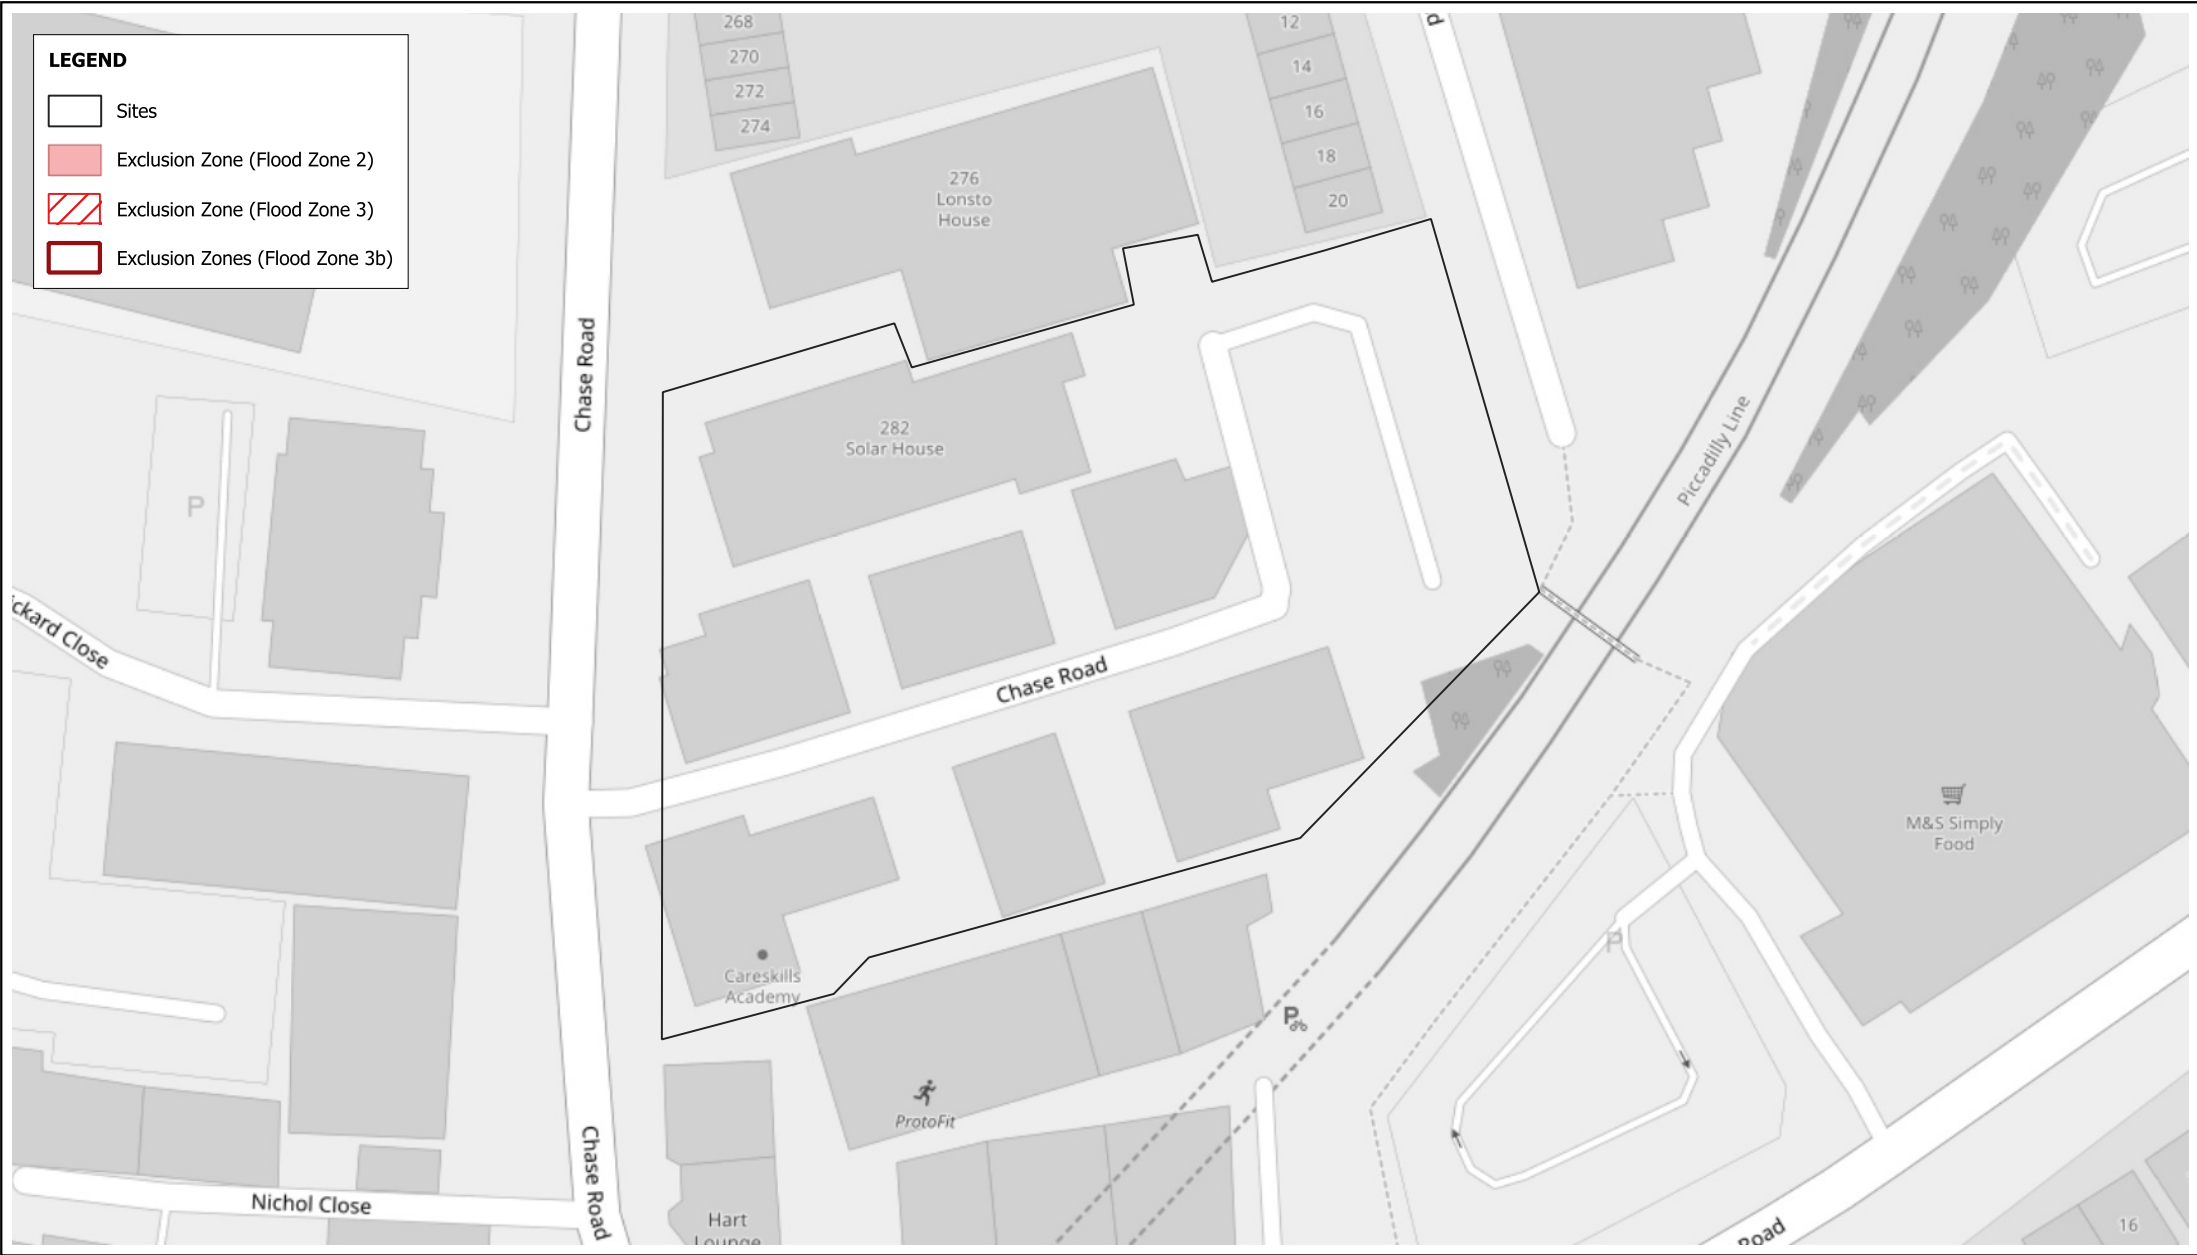 LEGEND
Sites
Exclusion Zone (Flood Zone 2)
Exclusion Zone (Flood Zone 3)
Exclusion Zones (Flood Zone 3b)
268
270
272
274
12
14
16
18
20
276
Lonsto
House
Chase Road
282
Solar House
Piccadilly Line
P
ckard Close
Chase Road
M&S Simply
Food
P
Careskills
Academy
P
ProtoFit
Chase Road
Nichol Close
Hart
Lounge
Road
16